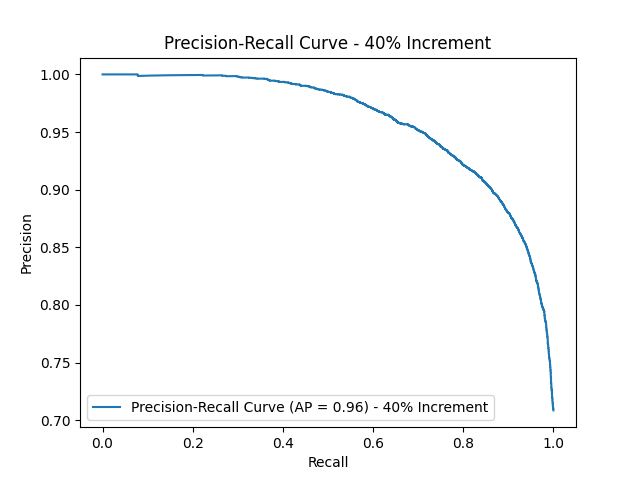 Precision-Recall Curve - 40% Increment
1.00
0.95
0.90
0.85
0.80
0.75
0.70
Precision
Precision-Recall Curve (AP = 0.96) - 40% Increment
0.0 0.2 0.4 0.6 0.8 1.0
Recall